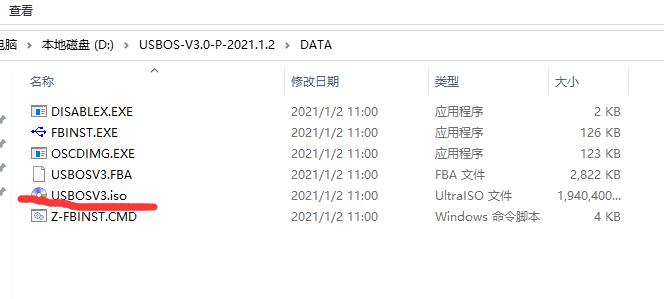 查看
电脑 > 本地磁盘 (D:) > USBOS-V3.0-P-2021.1.2 > DATA
名称 修改日期 类型 大小
DISABLEX.EXE 2021/1/2 11:00 应用程序 2 KB
FBINST.EXE 2021/1/2 11:00 应用程序 126 KB
OSCDIMG.EXE 2021/1/2 11:00 应用程序 123 KB
USBOSV3.FBA 2021/1/2 11:00 FBA 文件 2,822 KB
USBOSV3.iso 2021/1/2 11:00 UltraISO 文件 1,940,400...
Z-FBINST.CMD 2021/1/2 11:00 Windows 命令脚本 4 KB